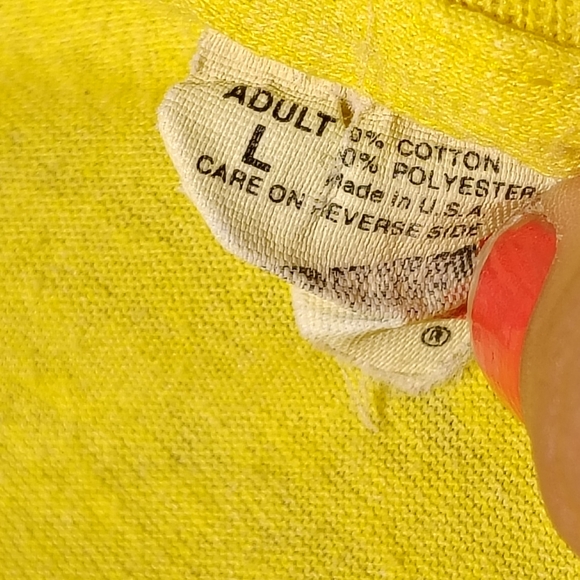 ADULT
L
0% COTTON
0% POLYESTER
Made in U.S.A
CARE ON REVERSE SIDE
®